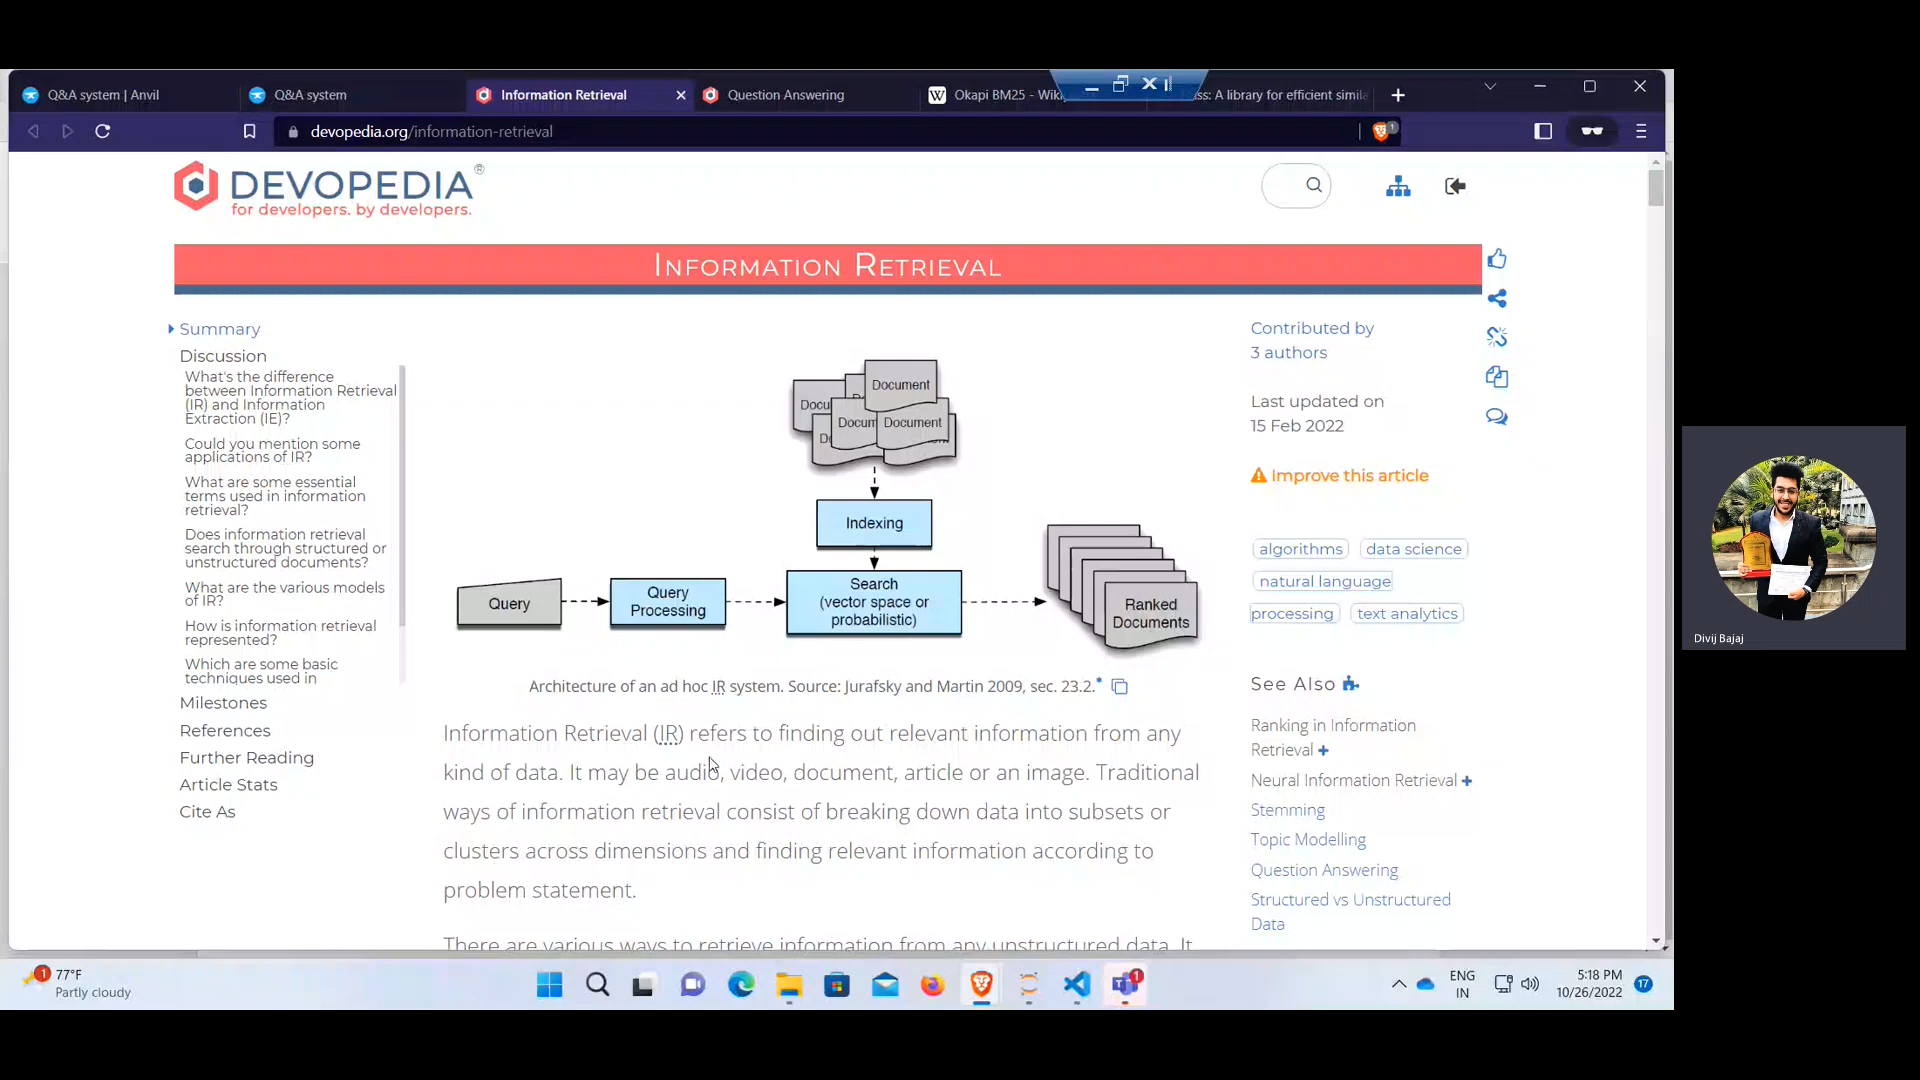 Q&A system | Anvil
Q&A system
Information Retrieval
Question Answering
Okapi BM25 - Wiki
ss: A library for efficient simila
devopedia.org/information-retrieval
1
DEVOPEDIA®
for developers. by developers.
INFORMATION RETRIEVAL
Summary
Discussion
What's the difference
between Information Retrieval
(IR) and Information
Extraction (IE)?
Could you mention some
applications of IR?
What are some essential
terms used in information
retrieval?
Does information retrieval
search through structured or
unstructured documents?
What are the various models
of IR?
How is information retrieval
represented?
Which are some basic
techniques used in
Milestones
References
Further Reading
Article Stats
Cite As
Document
Docu
Docum
Document
Indexing
Query
Query
Processing
Search
(vector space or
probabilistic)
Ranked
Documents
Architecture of an ad hoc IR system. Source: Jurafsky and Martin 2009, sec. 23.2.*
Information Retrieval (IR) refers to finding out relevant information from any
kind of data. It may be audio, video, document, article or an image. Traditional
ways of information retrieval consist of breaking down data into subsets or
clusters across dimensions and finding relevant information according to
problem statement.
There are various ways to retrieve information from any unstructured data. It
Contributed by
3 authors
Last updated on
15 Feb 2022
Improve this article
algorithms data science
natural language
processing text analytics
See Also
Ranking in Information
Retrieval +
Neural Information Retrieval +
Stemming
Topic Modelling
Question Answering
Structured vs Unstructured
Data
Divij Bajaj
1
77°F
Partly cloudy
1
ENG
IN
5:18 PM
10/26/2022
17